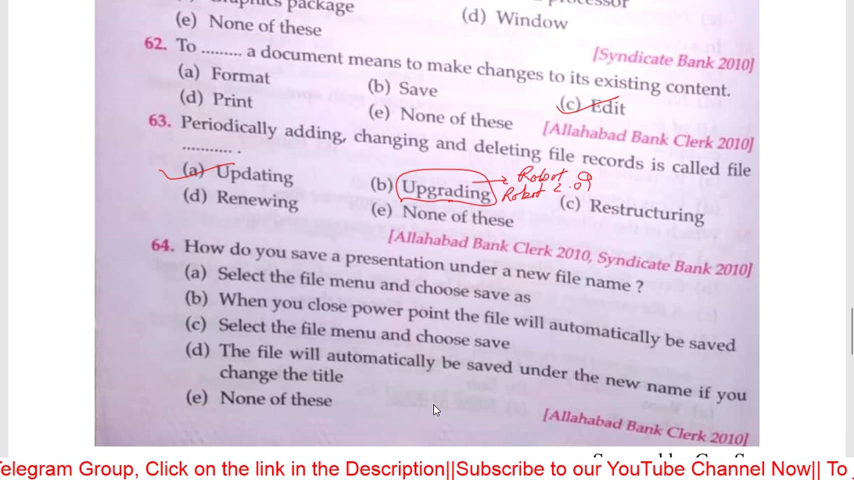 package
(d) Window
(e) None of these
[Syndicate Bank 2010]
62. To ......... a document means to make changes to its existing content.
(a) Format
(b) Save
(c) Edit
(d) Print
(e) None of these
[Allahabad Bank Clerk 2010]
63. Periodically adding, changing and deleting file records is called file
........... .
(a) Updating
(b) Upgrading
Robot
Robot 2.0
(c) Restructuring
(d) Renewing
(e) None of these
[Allahabad Bank Clerk 2010, Syndicate Bank 2010]
64. How do you save a presentation under a new file name ?
(a) Select the file menu and choose save as
(b) When you close power point the file will automatically be saved
(c) Select the file menu and choose save
(d) The file will automatically be saved under the new name if you
change the title
(e) None of these
[Allahabad Bank Clerk 2010]
elegram Group, Click on the link in the Description||Subscribe to our YouTube Channel Now|| To